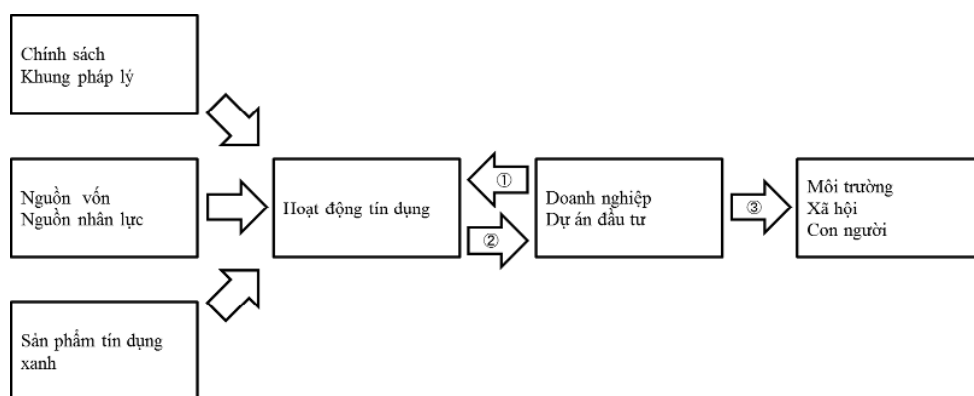 Chính sách
Khung pháp lý
Nguồn vốn
Nguồn nhân lực
Sản phẩm tín dụng
xanh
Hoạt động tín dụng
①
②
Doanh nghiệp
Dự án đầu tư
③
Môi trường
Xã hội
Con người